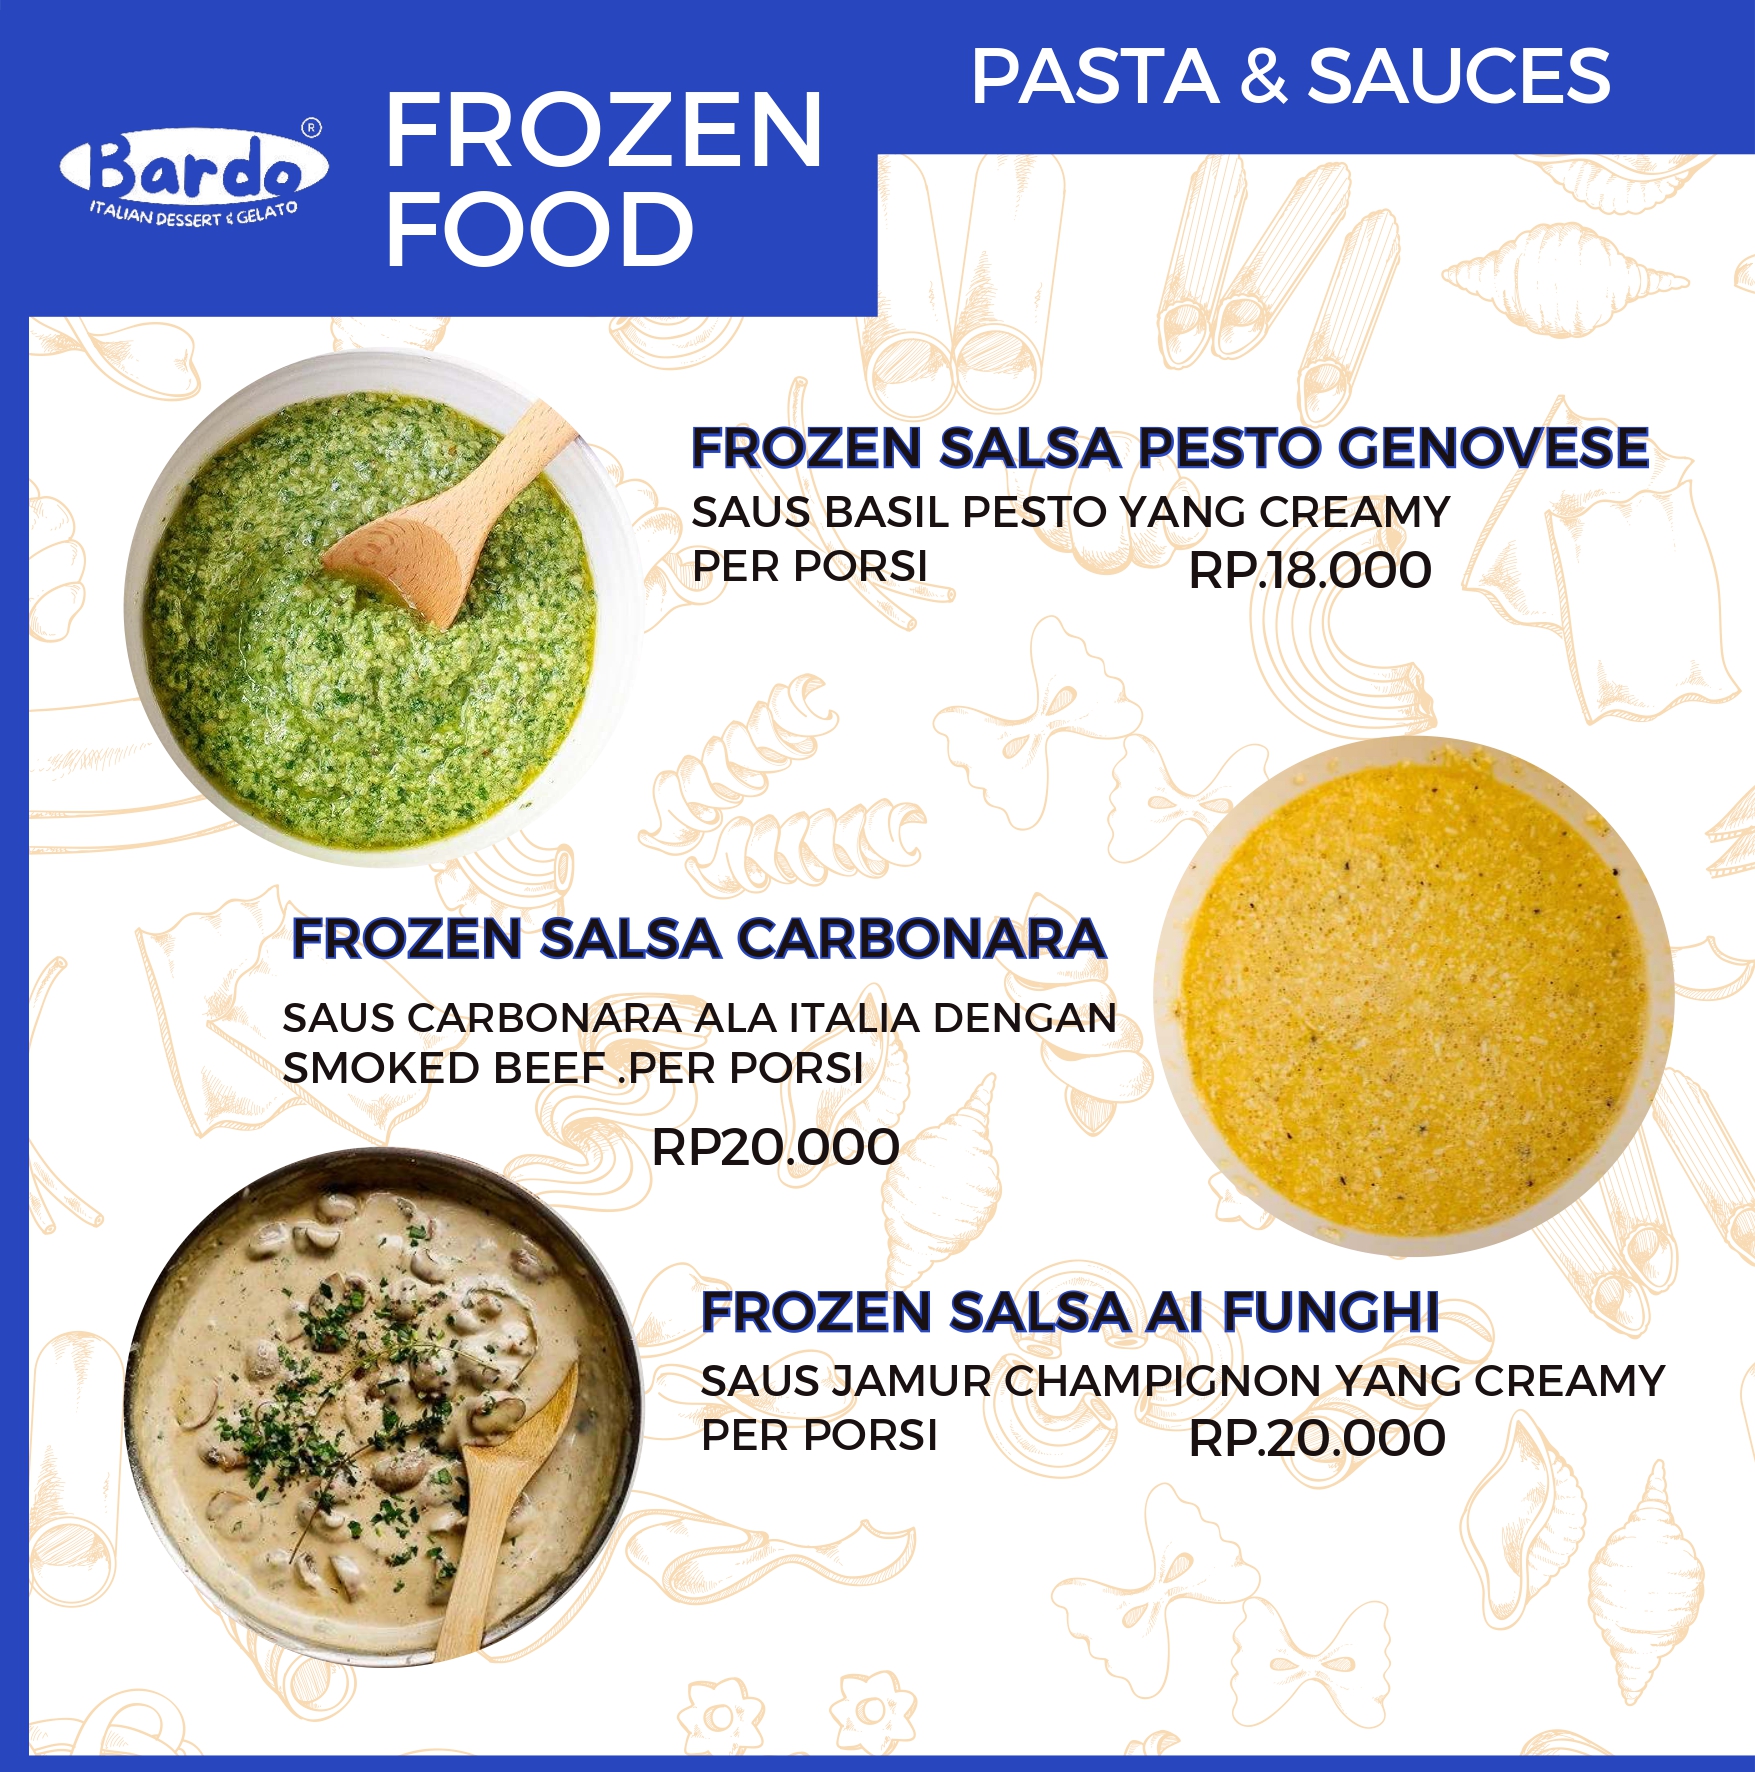 PASTA & SAUCES
FROZEN
FOOD
Bardo ®
ITALIAN DESSERT & GELATO
FROZEN SALSA PESTO GENOVESE
SAUS BASIL PESTO YANG CREAMY
PER PORSI RP.18.000
FROZEN SALSA CARBONARA
SAUS CARBONARA ALA ITALIA DENGAN
SMOKED BEEF .PER PORSI
RP20.000
FROZEN SALSA AI FUNGHI
SAUS JAMUR CHAMPIGNON YANG CREAMY
PER PORSI RP.20.000